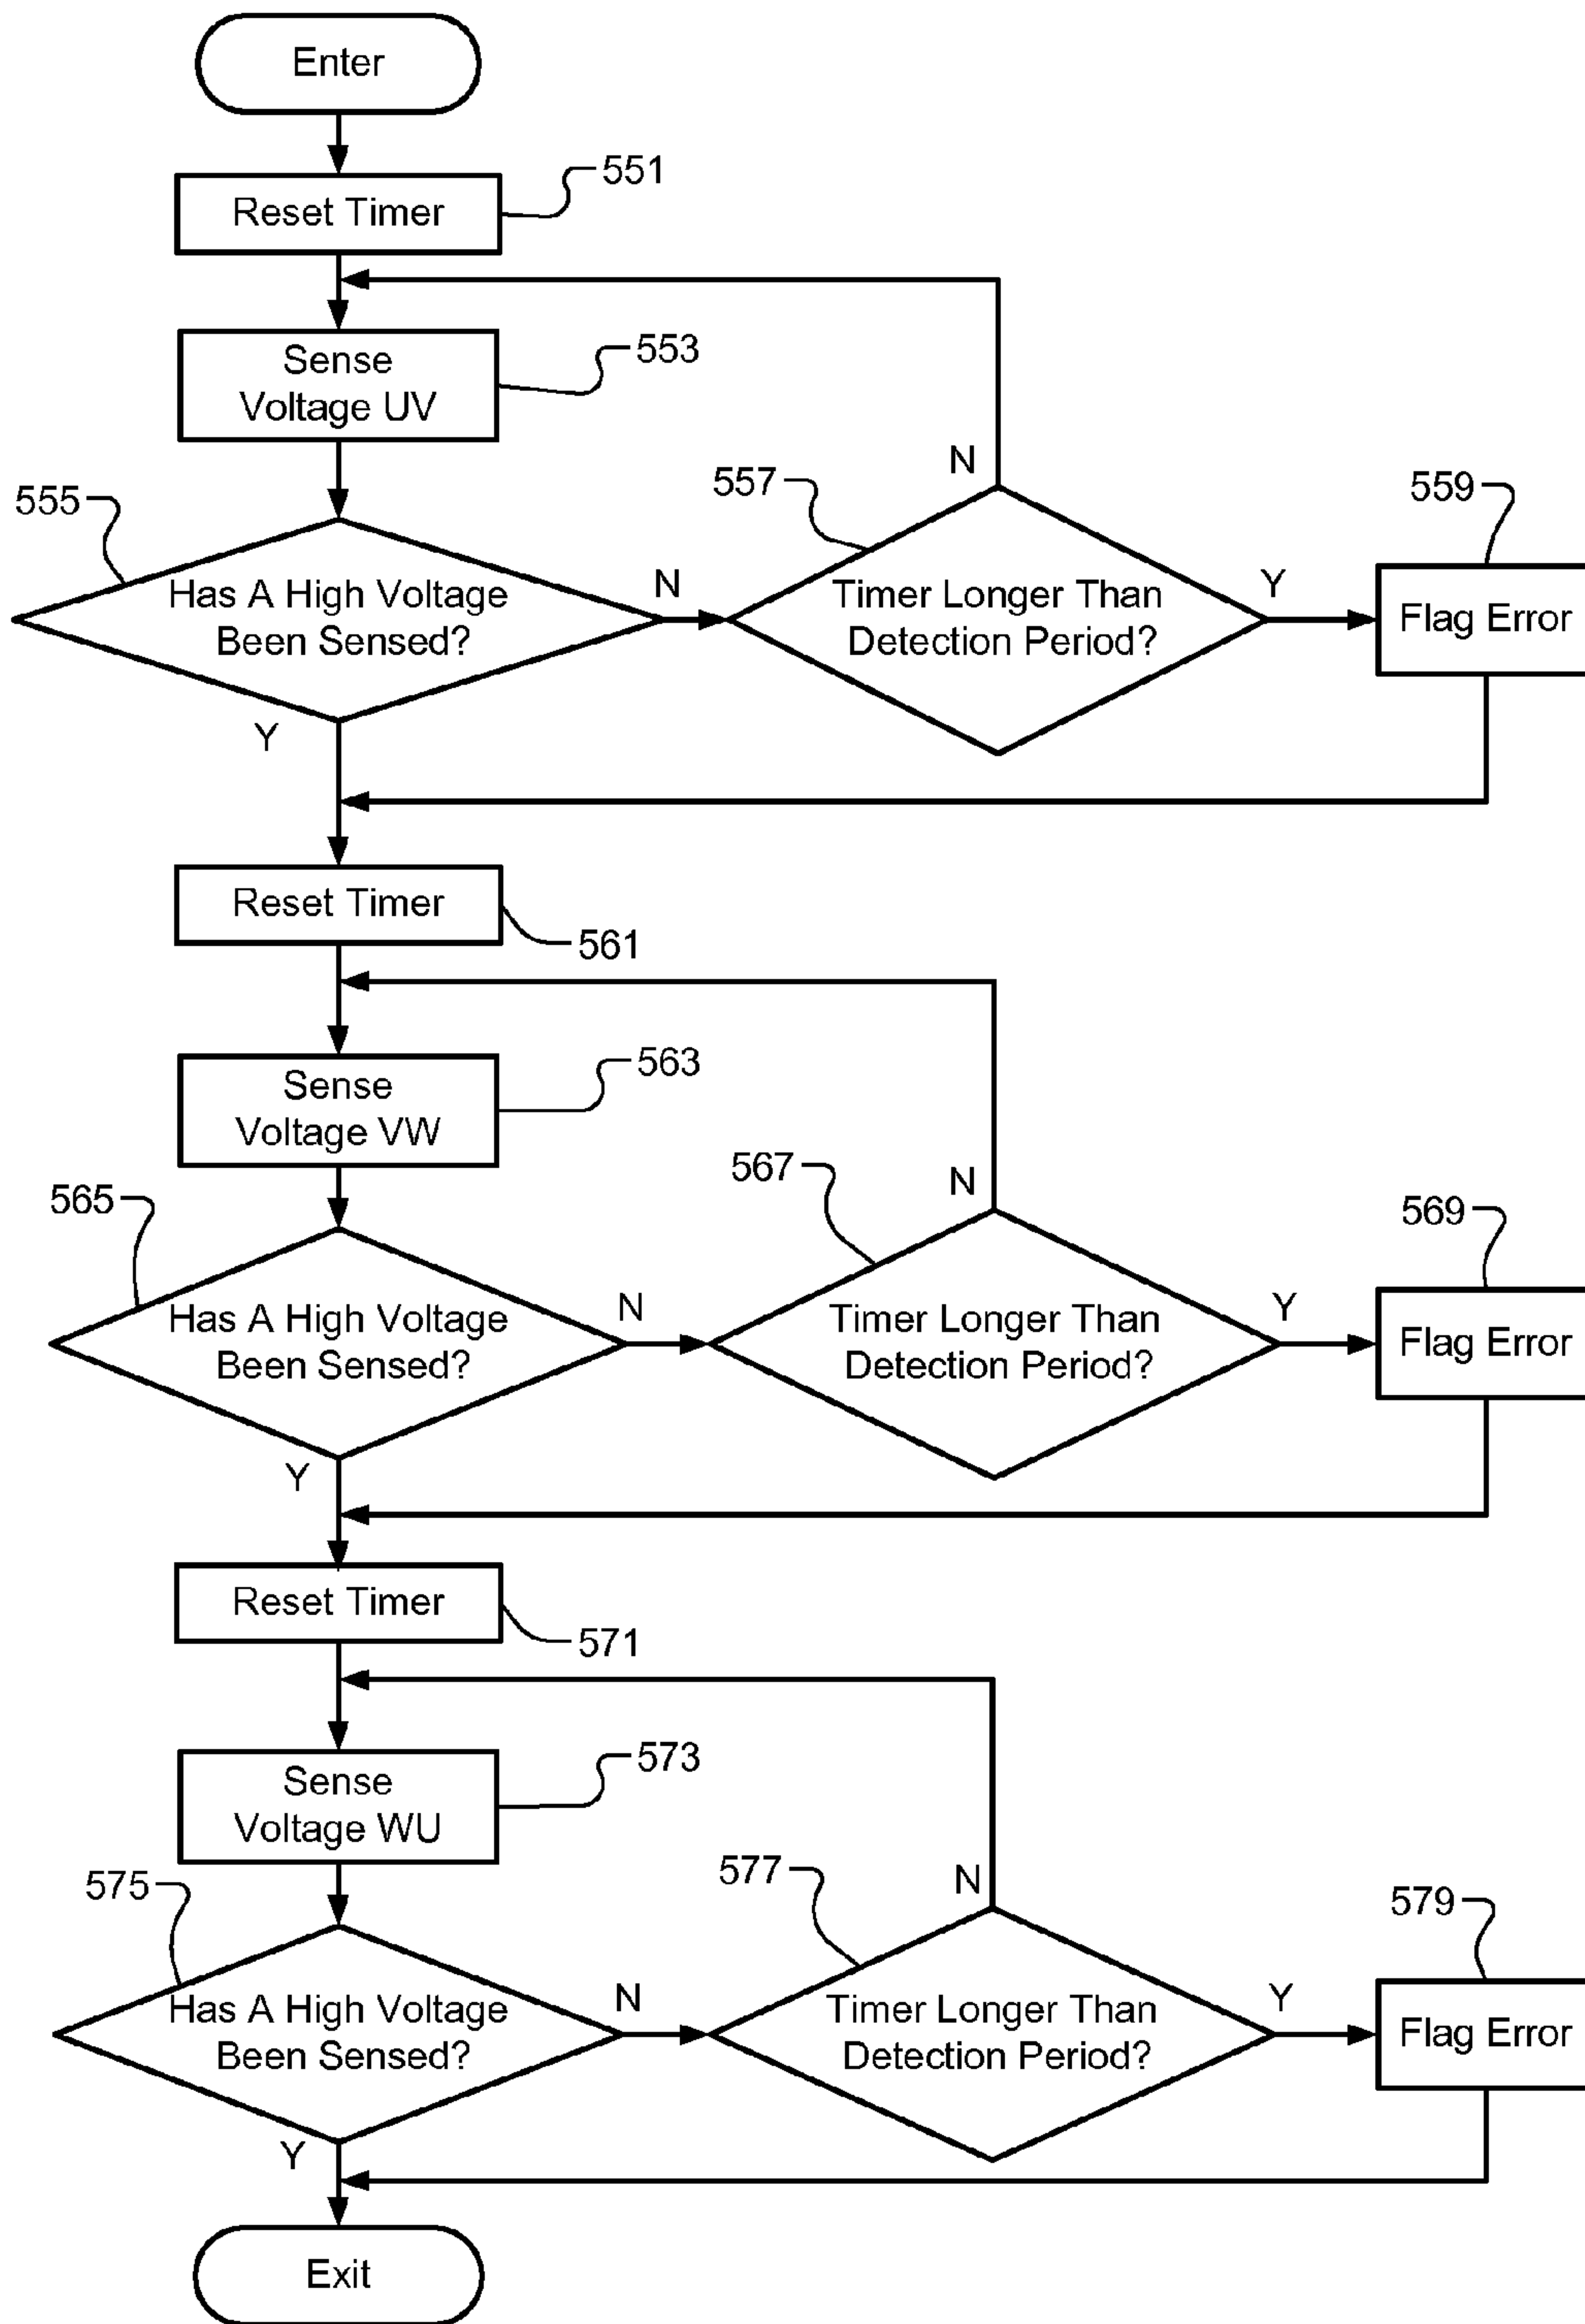 Enter
551
Reset Timer
553
Sense
Voltage UV
N
555
557
559
Has A High Voltage
Been Sensed?
N
Timer Longer Than
Detection Period?
Y
Flag Error
Y
Reset Timer
561
563
Sense
Voltage VW
N
565
567
569
Has A High Voltage
Been Sensed?
N
Timer Longer Than
Detection Period?
Y
Flag Error
Y
Reset Timer
571
573
Sense
Voltage WU
N
575
577
579
Has A High Voltage
Been Sensed?
N
Timer Longer Than
Detection Period?
Y
Flag Error
Y
Exit